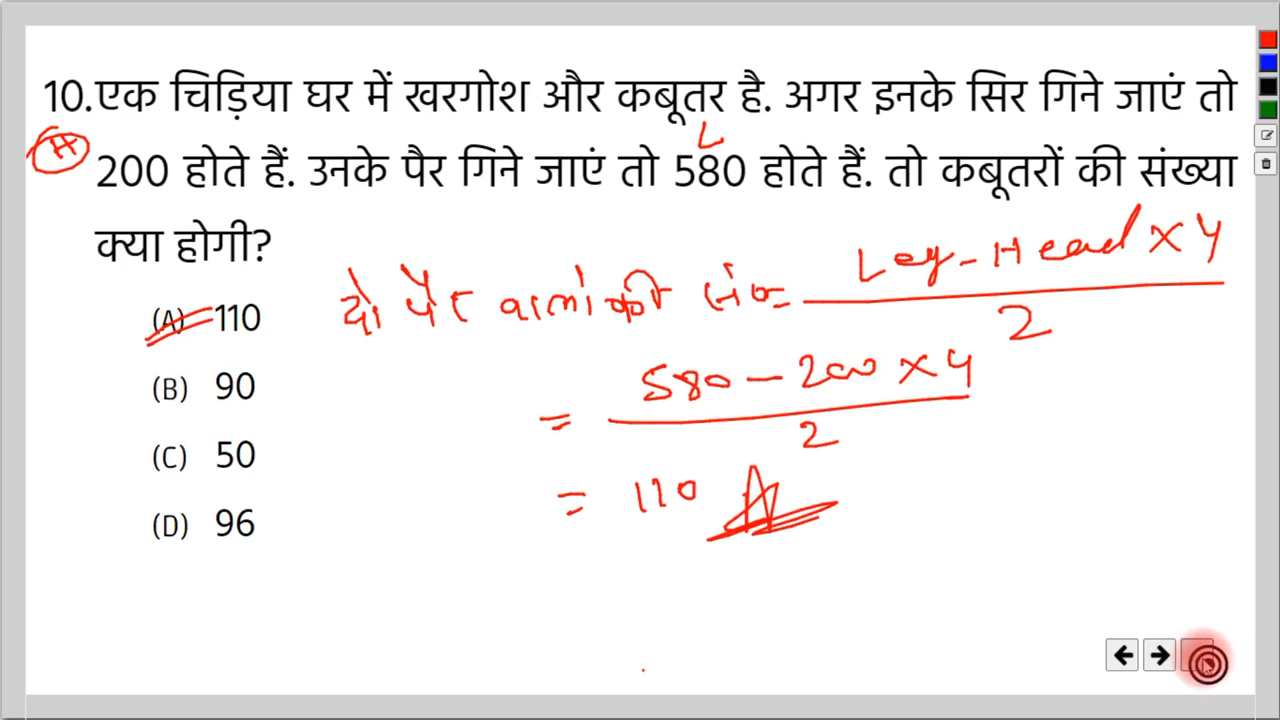 10.एक चिड़िया घर में खरगोश और कबूतर है. अगर इनके सिर गिने जाएं तो
H
L
200 होते हैं. उनके पैर गिने जाएं तो 580 होते हैं. तो कबूतरों की संख्या
क्या होगी?
(A) 110
(B) 90
(C) 50
(D) 96
दो पैर वालों की सं० = Leg - Head × 4
2
= 580 - 200 × 4
2
= 110 A